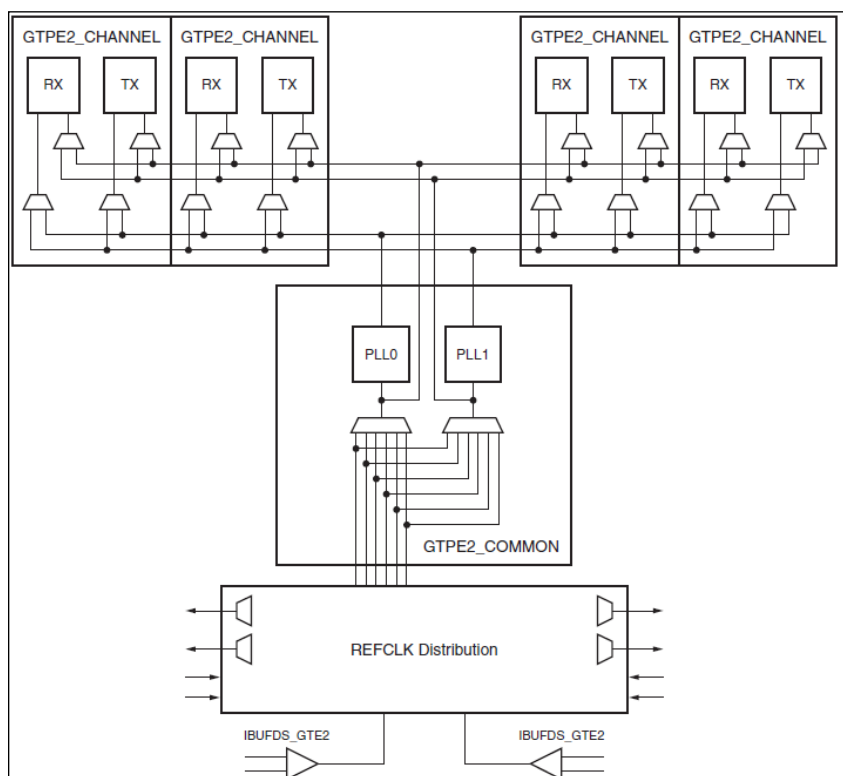 GTPE2_CHANNEL GTPE2_CHANNEL GTPE2_CHANNEL GTPE2_CHANNEL
RX TX RX TX RX TX RX TX
PLL0 PLL1
GTPE2_COMMON
REFCLK Distribution
IBUFDS_GTE2 IBUFDS_GTE2